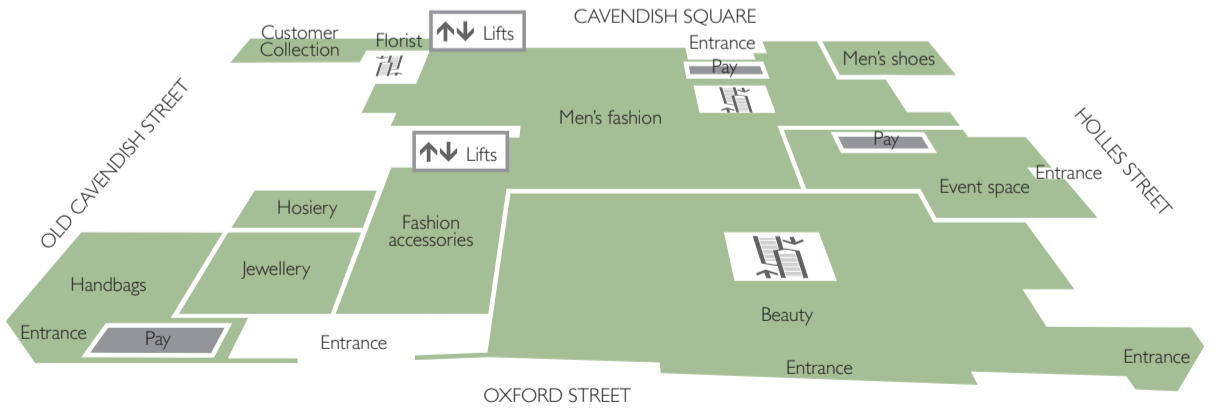 CAVENDISH SQUARE
Customer
Collection
Florist
Lifts
Entrance
Pay
Men's shoes
Men's fashion
OLD CAVENDISH STREET
HOLLES STREET
Lifts
Pay
Entrance
Event space
Hosiery
Fashion
accessories
Jewellery
Handbags
Beauty
Entrance
Pay
Entrance
Entrance
Entrance
OXFORD STREET